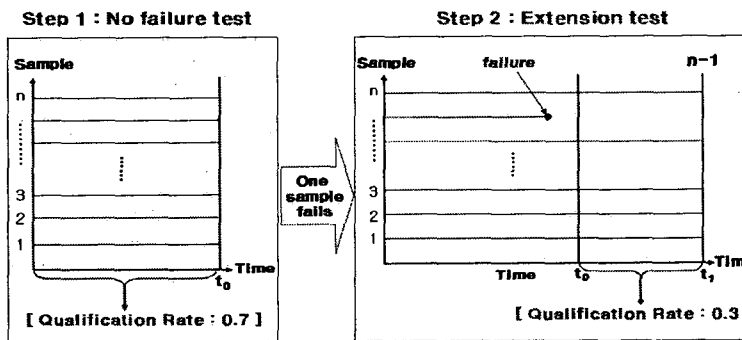 Step 1 : No failure test
Sample
n
3
2
1
Time
t0
[ Qualification Rate : 0.7 ]
One
sample
fails
Step 2 : Extension test
Sample
failure
n-1
n
3
2
1
Time
t0
t1
Tim
[ Qualification Rate : 0.3